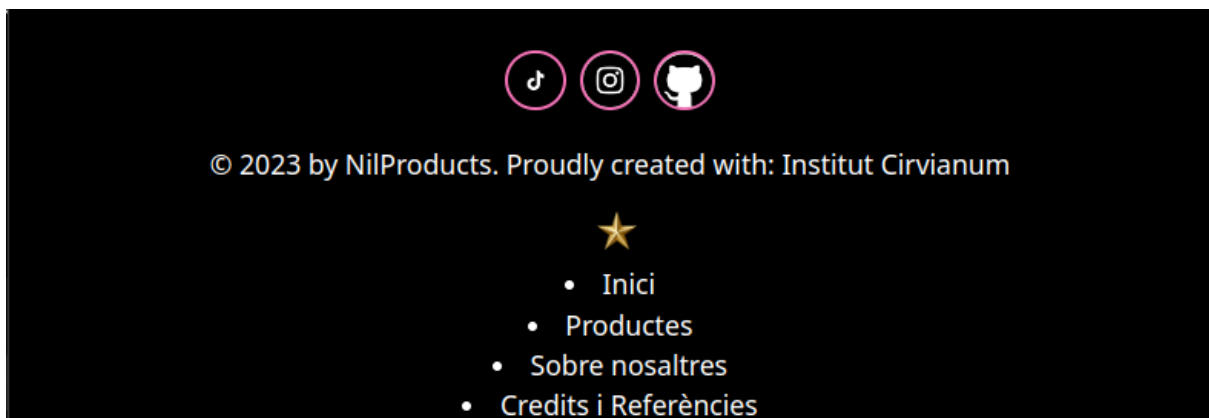 © 2023 by NilProducts. Proudly created with: Institut Cirvianum
• Inici
• Productes
• Sobre nosaltres
• Credits i Referències